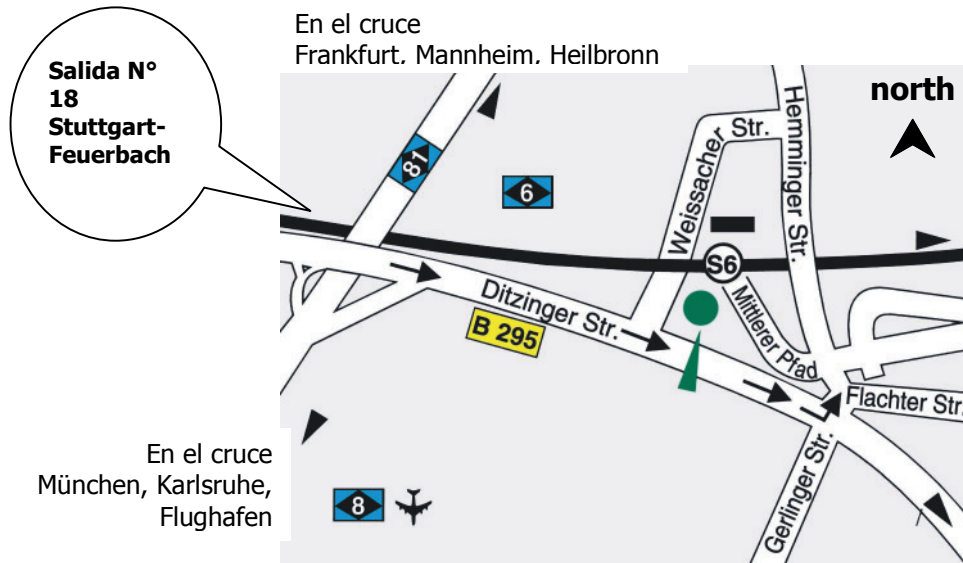 En el cruce
Frankfurt, Mannheim, Heilbronn
Salida N°
18
Stuttgart-
Feuerbach
north
81
6
Weissacher Str.
Hemminger Str.
S6
Mittlerer Pfad
Ditzinger Str.
B 295
Flachter Str.
Gerlinger Str.
En el cruce
München, Karlsruhe,
Flughafen
8